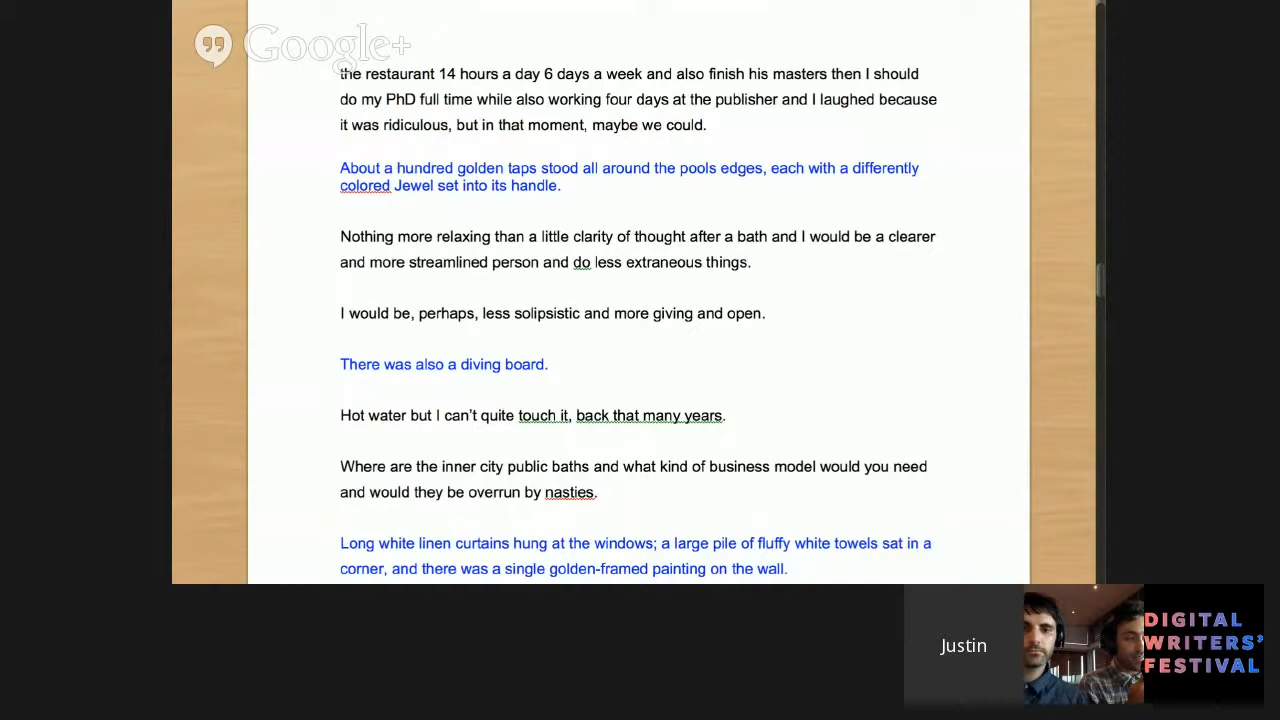 Google+
the restaurant 14 hours a day 6 days a week and also finish his masters then I should
do my PhD full time while also working four days at the publisher and I laughed because
it was ridiculous, but in that moment, maybe we could.
About a hundred golden taps stood all around the pools edges, each with a differently
colored Jewel set into its handle.
Nothing more relaxing than a little clarity of thought after a bath and I would be a clearer
and more streamlined person and do less extraneous things.
I would be, perhaps, less solipsistic and more giving and open.
There was also a diving board.
Hot water but I can’t quite touch it, back that many years.
Where are the inner city public baths and what kind of business model would you need
and would they be overrun by nasties.
Long white linen curtains hung at the windows; a large pile of fluffy white towels sat in a
corner, and there was a single golden-framed painting on the wall.
Justin
DIGITAL
WRITERS’
FESTIVAL